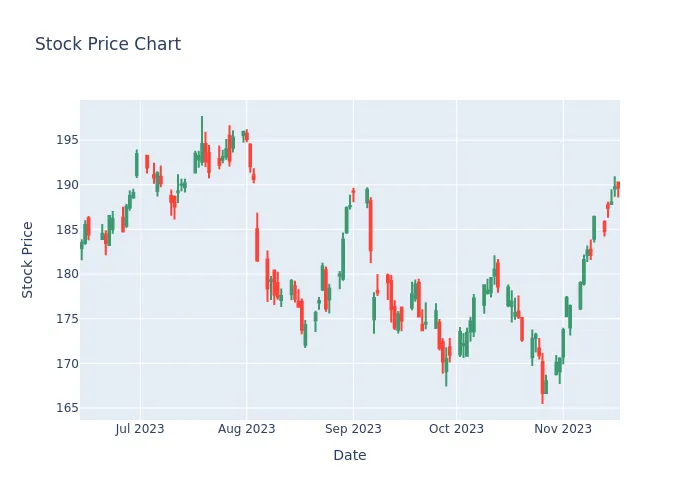 Stock Price Chart
Stock Price
195
190
185
180
175
170
165
Jul 2023
Aug 2023
Sep 2023
Oct 2023
Nov 2023
Date